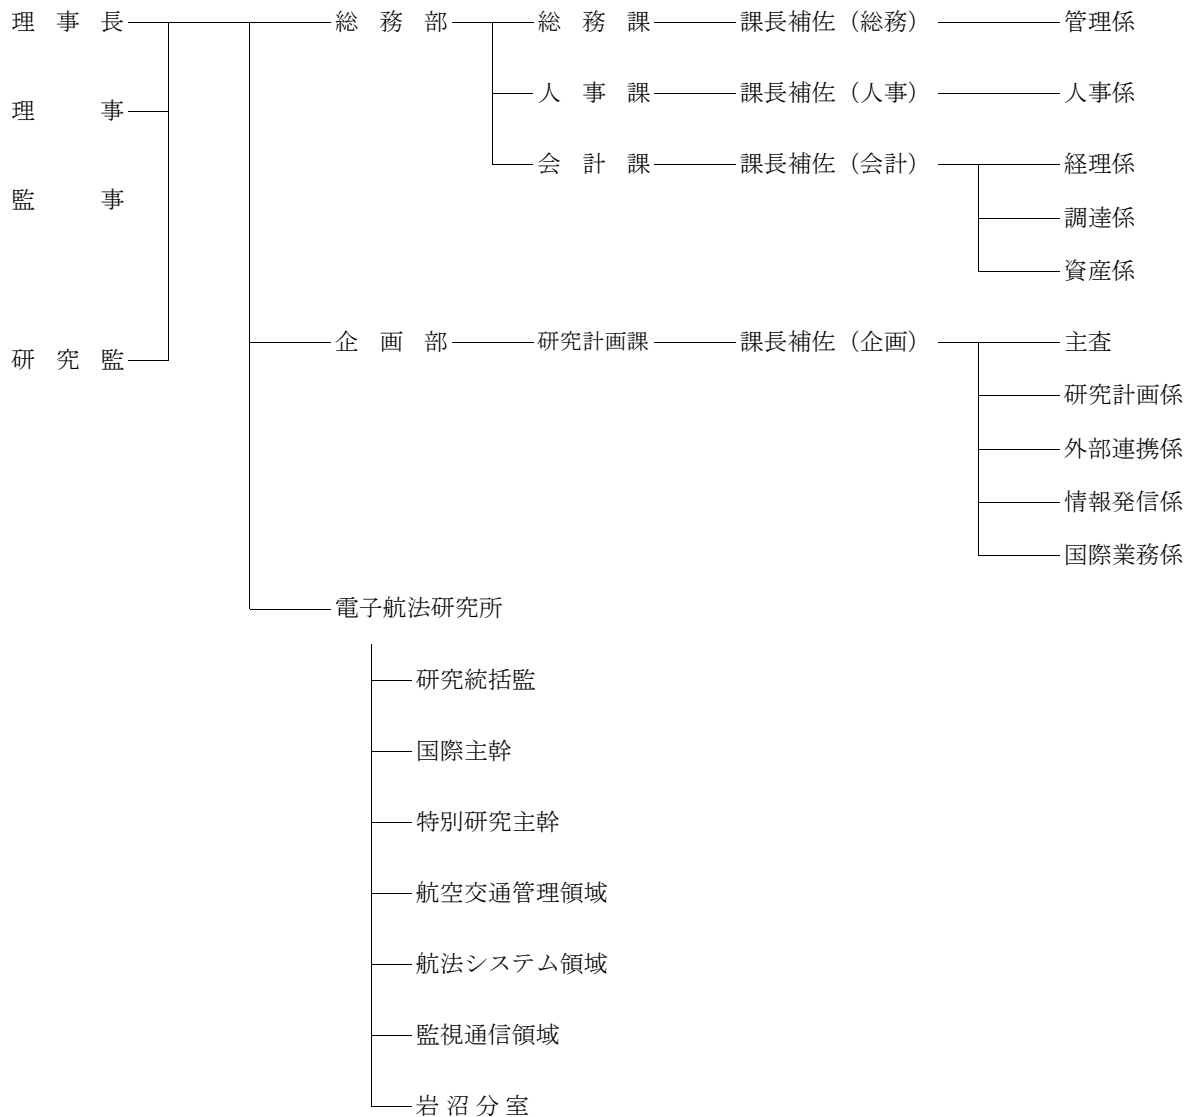 理事長 総務部 総務課 課長補佐（総務） 管理係
人事課 課長補佐（人事） 人事係
理事
会計課 課長補佐（会計） 経理係
監事
調達係
資産係
企画部 研究計画課 課長補佐（企画） 主査
研究監
研究計画係
外部連携係
情報発信係
国際業務係
電子航法研究所
研究統括監
国際主幹
特別研究主幹
航空交通管理領域
航法システム領域
監視通信領域
岩沼分室